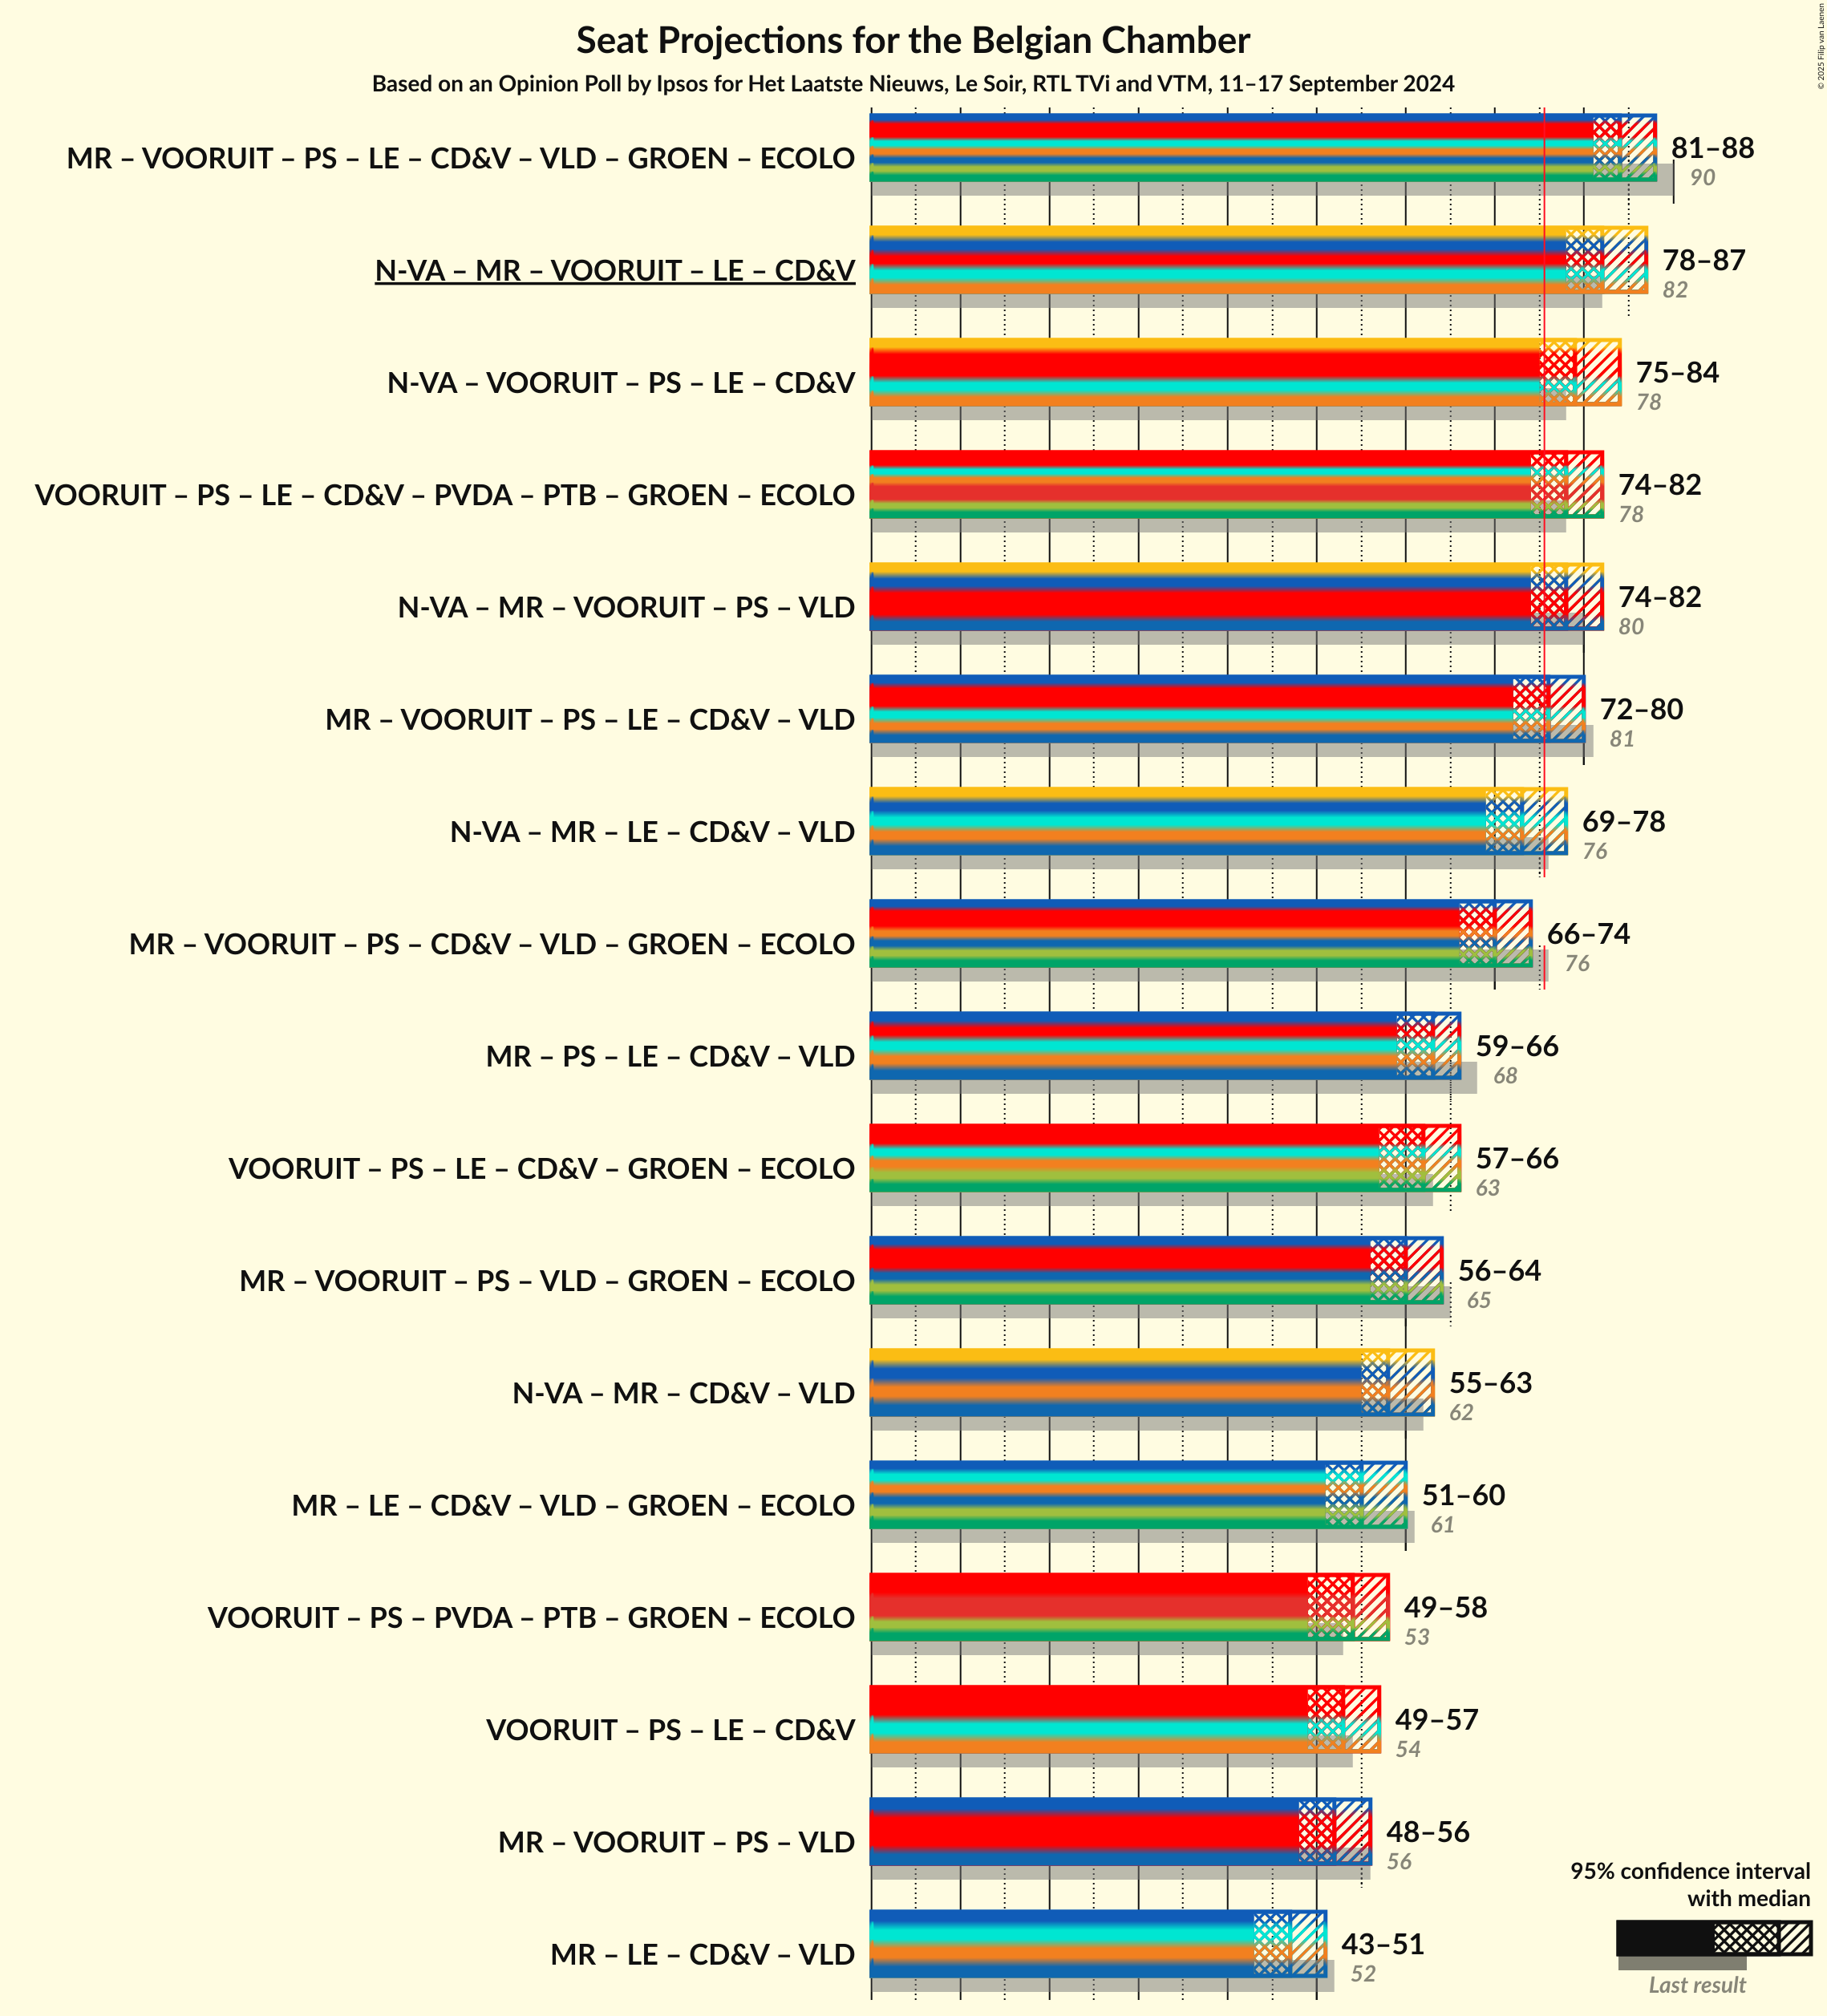 Seat Projections for the Belgian Chamber
Based on an Opinion Poll by Ipsos for Het Laatste Nieuws, Le Soir, RTL TVi and VTM, 11–17 September 2024
© 2025 Filip van Laenen
MR – VOORUIT – PS – LE – CD&V – VLD – GROEN – ECOLO
81–88
90
N-VA – MR – VOORUIT – LE – CD&V
78–87
82
N-VA – VOORUIT – PS – LE – CD&V
75–84
78
VOORUIT – PS – LE – CD&V – PVDA – PTB – GROEN – ECOLO
74–82
78
N-VA – MR – VOORUIT – PS – VLD
74–82
80
MR – VOORUIT – PS – LE – CD&V – VLD
72–80
81
N-VA – MR – LE – CD&V – VLD
69–78
76
MR – VOORUIT – PS – CD&V – VLD – GROEN – ECOLO
66–74
76
MR – PS – LE – CD&V – VLD
59–66
68
VOORUIT – PS – LE – CD&V – GROEN – ECOLO
57–66
63
MR – VOORUIT – PS – VLD – GROEN – ECOLO
56–64
65
N-VA – MR – CD&V – VLD
55–63
62
MR – LE – CD&V – VLD – GROEN – ECOLO
51–60
61
VOORUIT – PS – PVDA – PTB – GROEN – ECOLO
49–58
53
VOORUIT – PS – LE – CD&V
49–57
54
MR – VOORUIT – PS – VLD
48–56
56
MR – LE – CD&V – VLD
43–51
52
95% confidence interval
with median
Last result